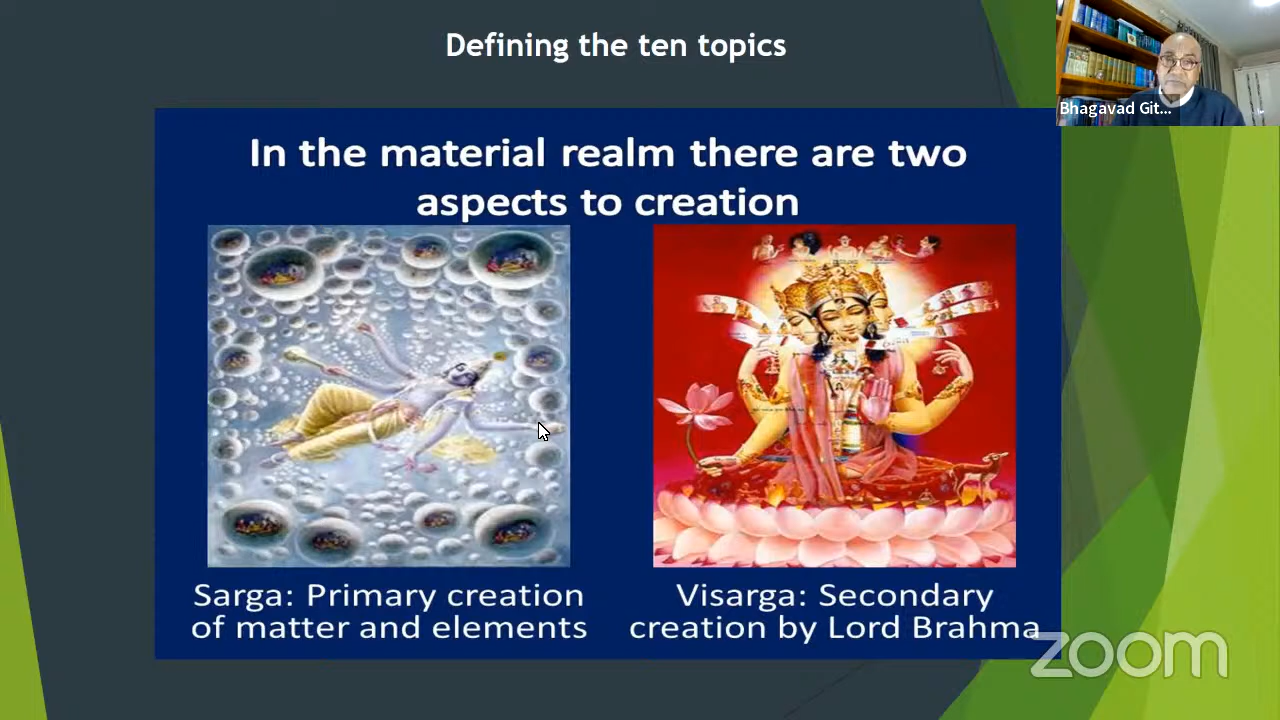 Defining the ten topics
Bhagavad Git...
In the material realm there are two
aspects to creation
Sarga: Primary creation
of matter and elements
Visarga: Secondary
creation by Lord Brahma
zoom